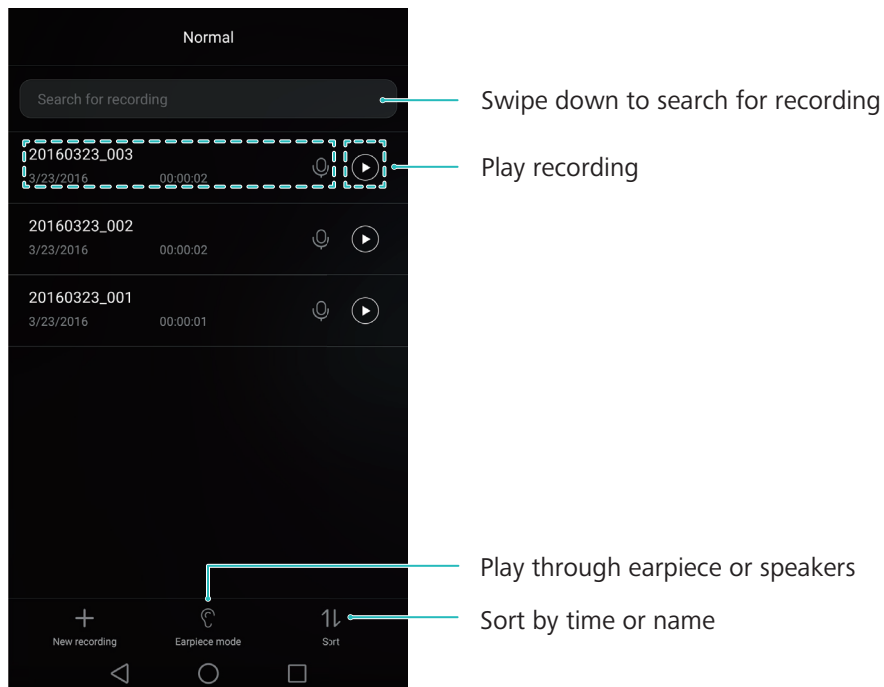 Normal
Search for recording
Swipe down to search for recording
20160323_003
3/23/2016 00:00:02
Play recording
20160323_002
3/23/2016 00:00:02
20160323_001
3/23/2016 00:00:01
Play through earpiece or speakers
Sort by time or name
New recording Earpiece mode Sort